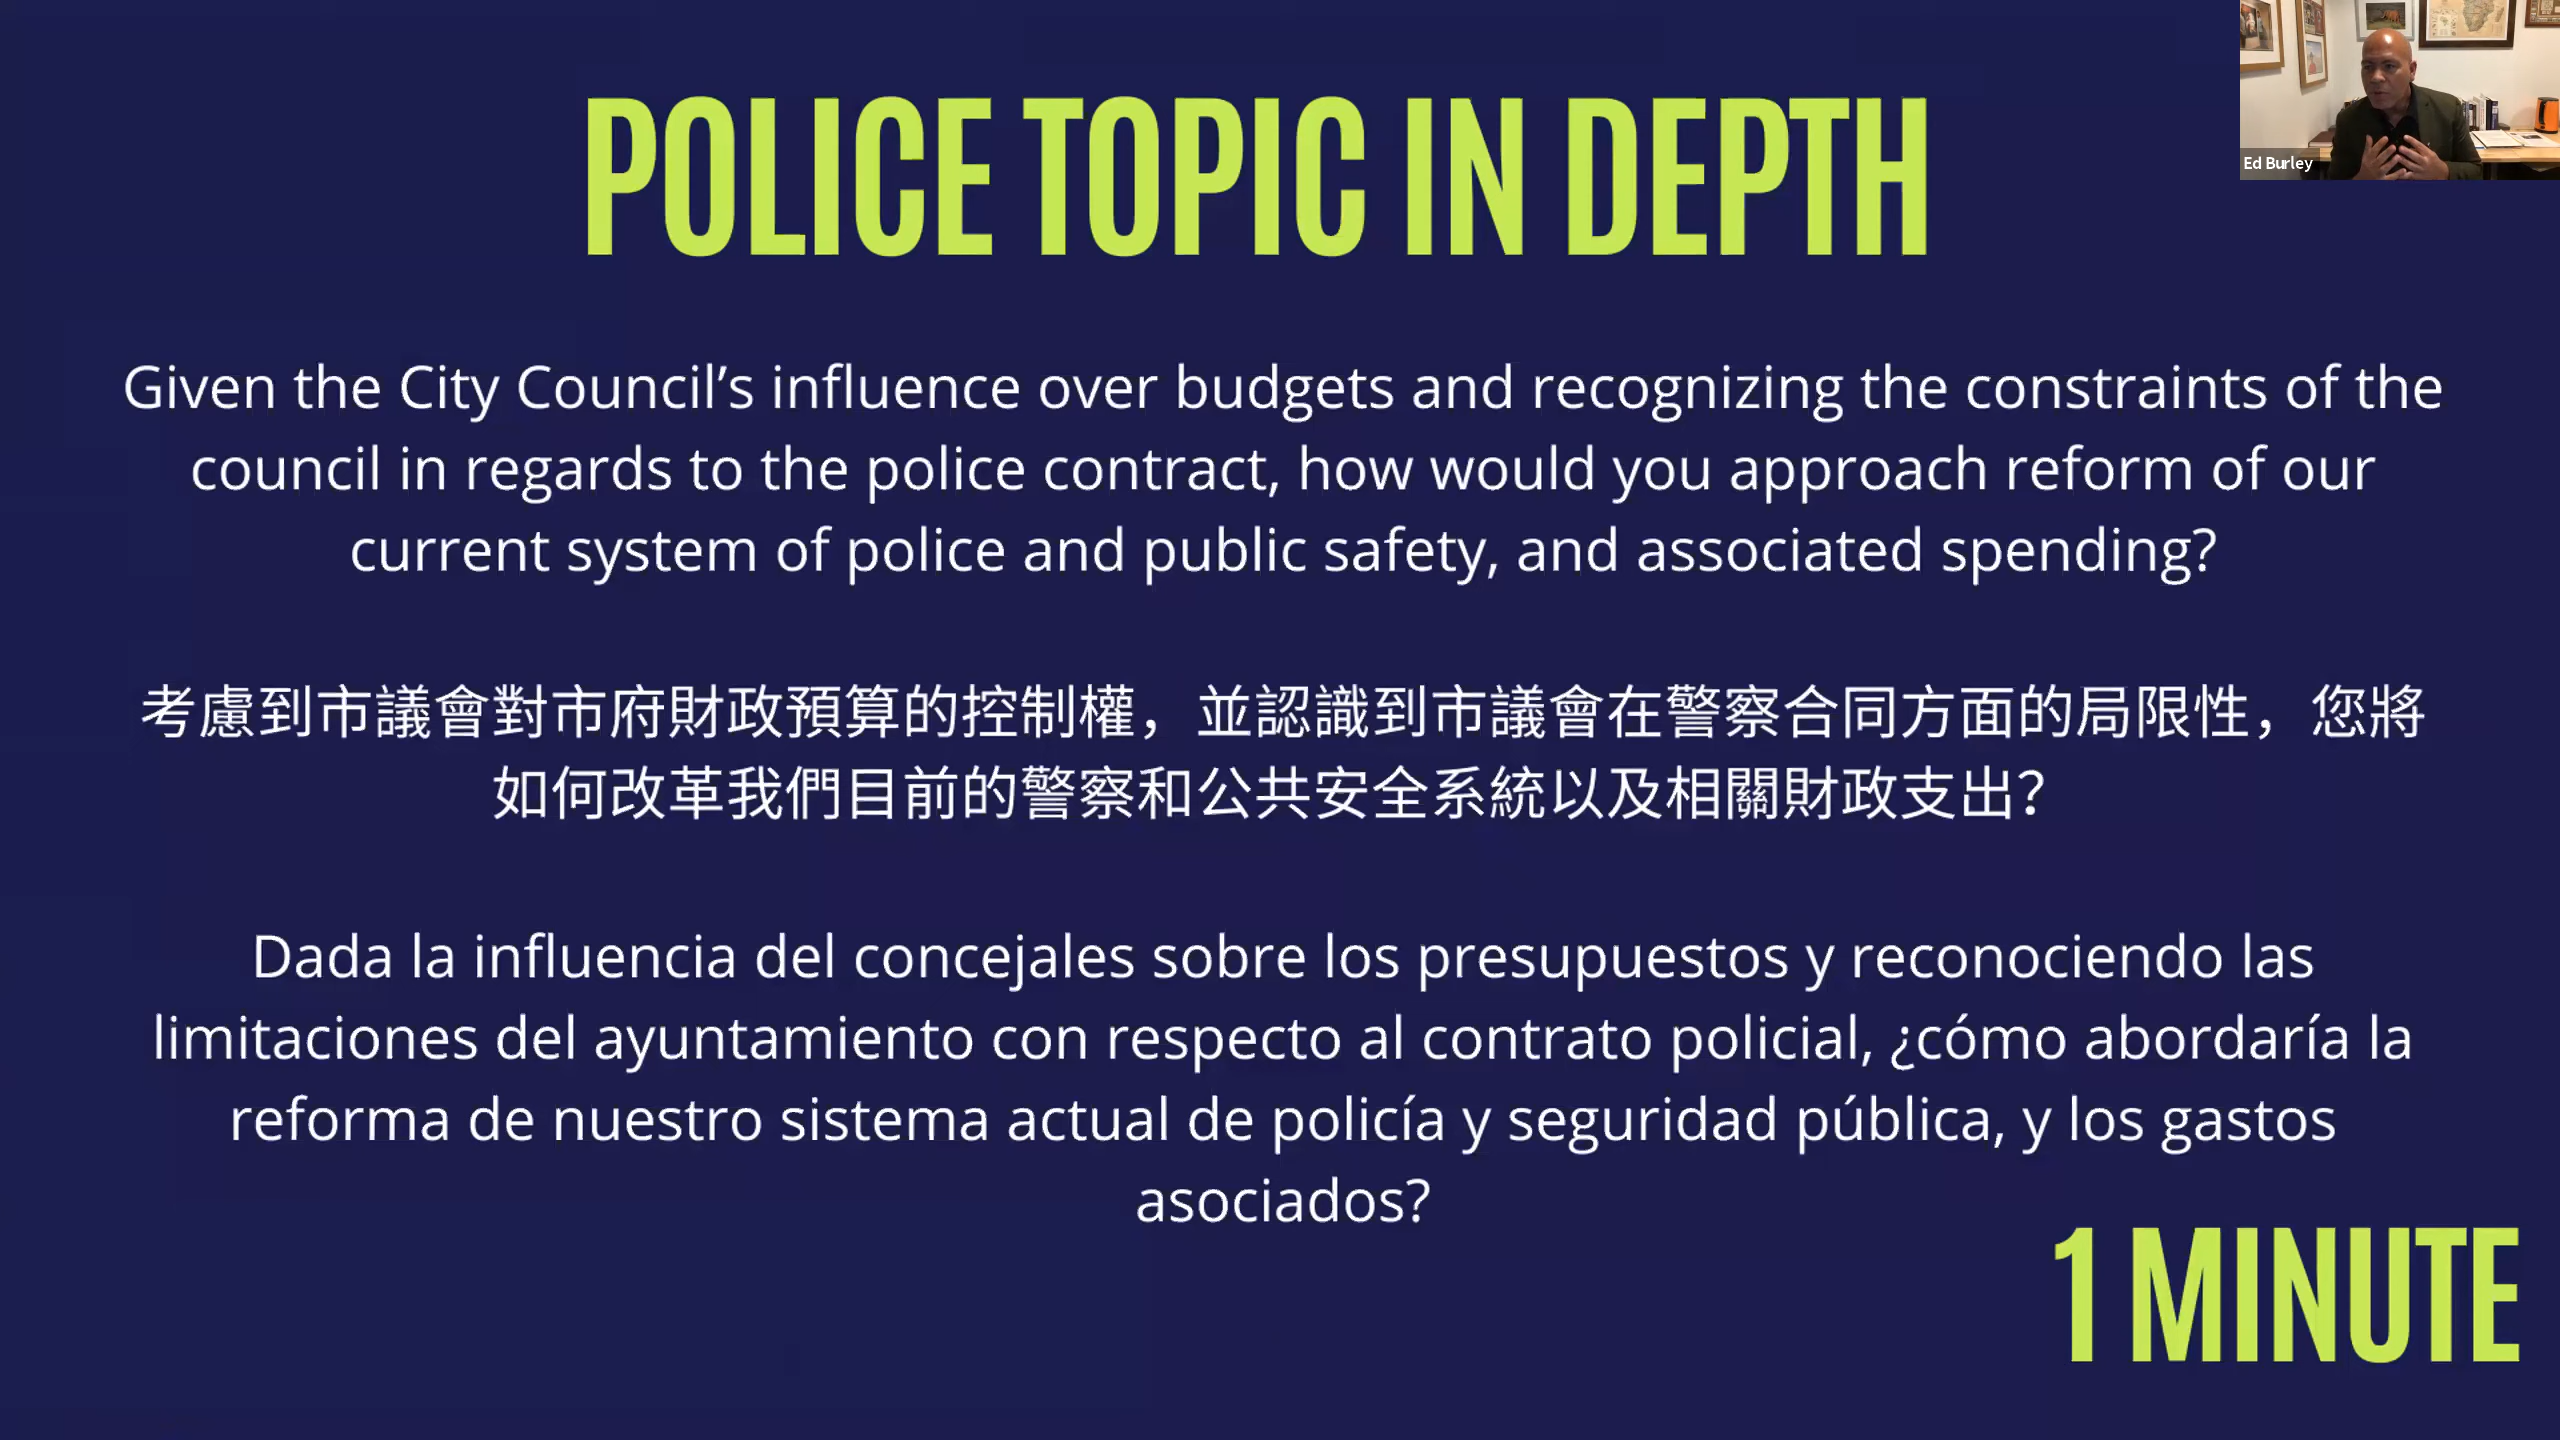 POLICE TOPIC IN DEPTH
Ed Burley
Given the City Council’s influence over budgets and recognizing the constraints of the
council in regards to the police contract, how would you approach reform of our
current system of police and public safety, and associated spending?
考慮到市議會對市府財政預算的控制權，並認識到市議會在警察合同方面的局限性，您將
如何改革我們目前的警察和公共安全系統以及相關財政支出？
Dada la influencia del concejales sobre los presupuestos y reconociendo las
limitaciones del ayuntamiento con respecto al contrato policial, ¿cómo abordaría la
reforma de nuestro sistema actual de policía y seguridad pública, y los gastos
asociados?
1 MINUTE